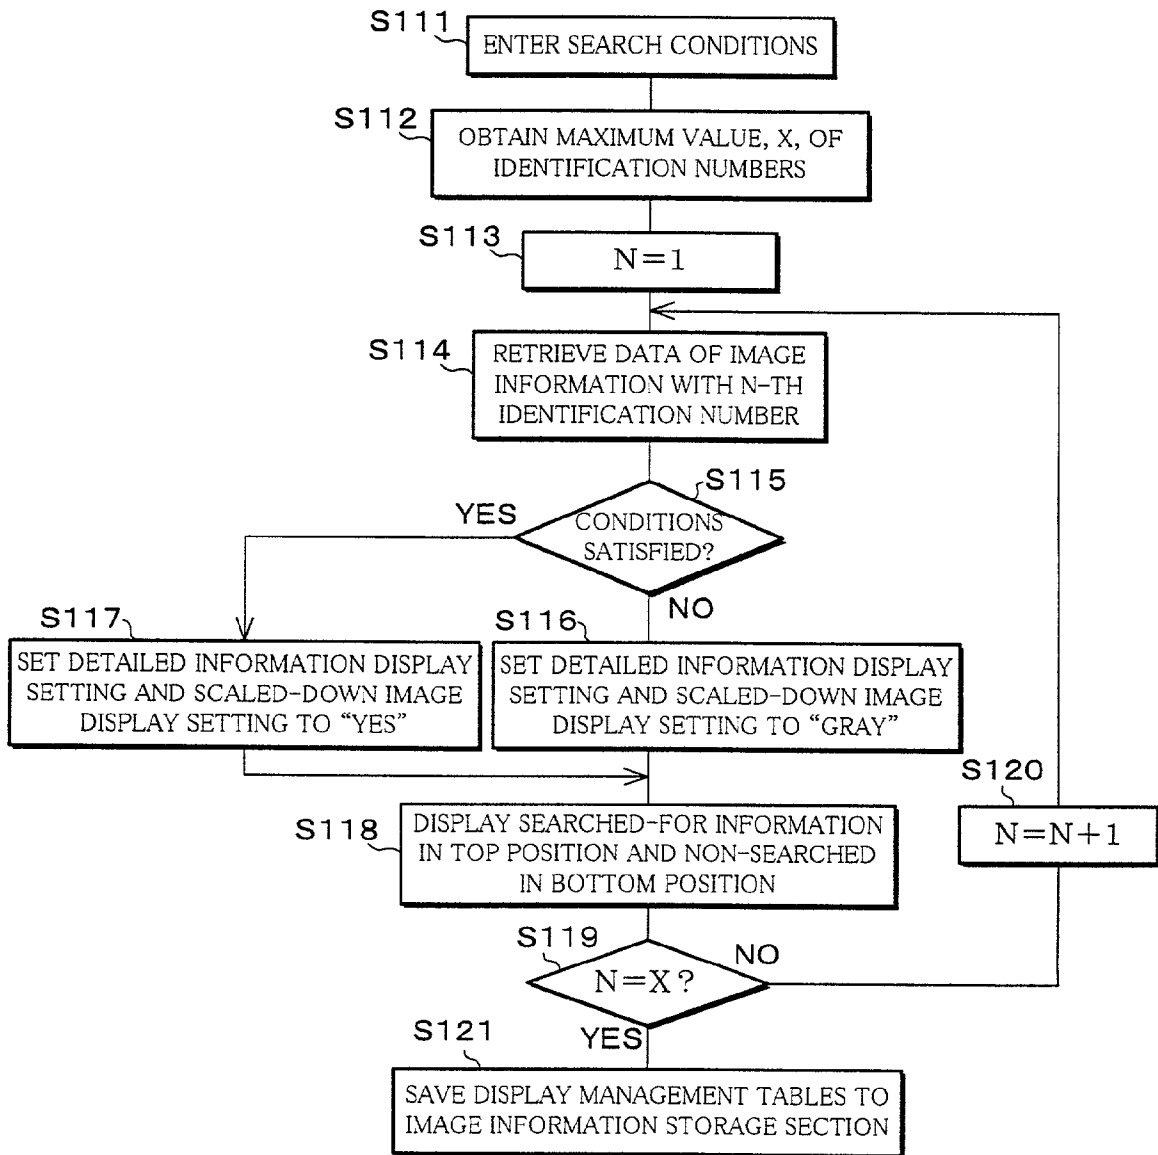 S111
ENTER SEARCH CONDITIONS
S112
OBTAIN MAXIMUM VALUE, X, OF
IDENTIFICATION NUMBERS
S113
N=1
S114
RETRIEVE DATA OF IMAGE
INFORMATION WITH N-TH
IDENTIFICATION NUMBER
S115
YES
CONDITIONS
SATISFIED?
NO
S117
SET DETAILED INFORMATION DISPLAY
SETTING AND SCALED-DOWN IMAGE
DISPLAY SETTING TO “YES”
S116
SET DETAILED INFORMATION DISPLAY
SETTING AND SCALED-DOWN IMAGE
DISPLAY SETTING TO “GRAY”
S120
N=N+1
S118
DISPLAY SEARCHED-FOR INFORMATION
IN TOP POSITION AND NON-SEARCHED
IN BOTTOM POSITION
S119
N=X?
NO
YES
S121
SAVE DISPLAY MANAGEMENT TABLES TO
IMAGE INFORMATION STORAGE SECTION